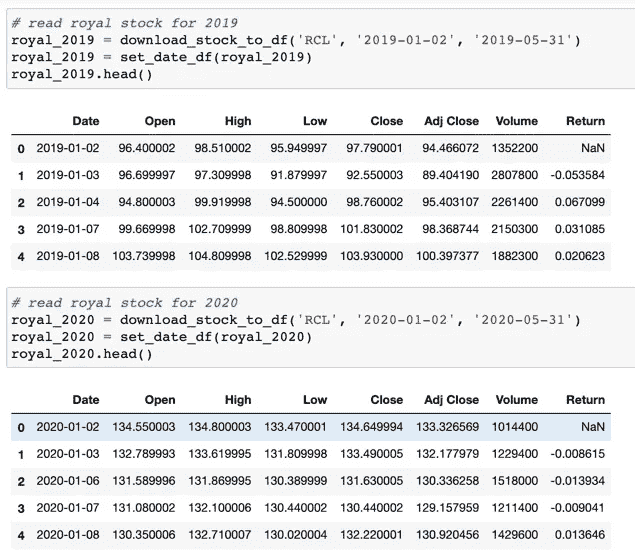 # read royal stock for 2019
royal_2019 = download_stock_to_df('RCL', '2019-01-02', '2019-05-31')
royal_2019 = set_date_df(royal_2019)
royal_2019.head()
Date Open High Low Close Adj Close Volume Return
0 2019-01-02 96.400002 98.510002 95.949997 97.790001 94.466072 1352200 NaN
1 2019-01-03 96.699997 97.309998 91.879997 92.550003 89.404190 2807800 -0.053584
2 2019-01-04 94.800003 99.919998 94.500000 98.760002 95.403107 2261400 0.067099
3 2019-01-07 99.669998 102.709999 98.809998 101.830002 98.368744 2150300 0.031085
4 2019-01-08 103.739998 104.809998 102.529999 103.930000 100.397377 1882300 0.020623
# read royal stock for 2020
royal_2020 = download_stock_to_df('RCL', '2020-01-02', '2020-05-31')
royal_2020 = set_date_df(royal_2020)
royal_2020.head()
Date Open High Low Close Adj Close Volume Return
0 2020-01-02 134.550003 134.800003 133.470001 134.649994 133.326569 1014400 NaN
1 2020-01-03 132.789993 133.619995 131.809998 133.490005 132.177979 1229400 -0.008615
2 2020-01-06 131.589996 131.869995 130.389999 131.630005 130.336258 1518000 -0.013934
3 2020-01-07 131.080002 132.100006 130.440002 130.440002 129.157959 1211400 -0.009041
4 2020-01-08 130.350006 132.710007 130.020004 132.220001 130.920456 1429600 0.013646